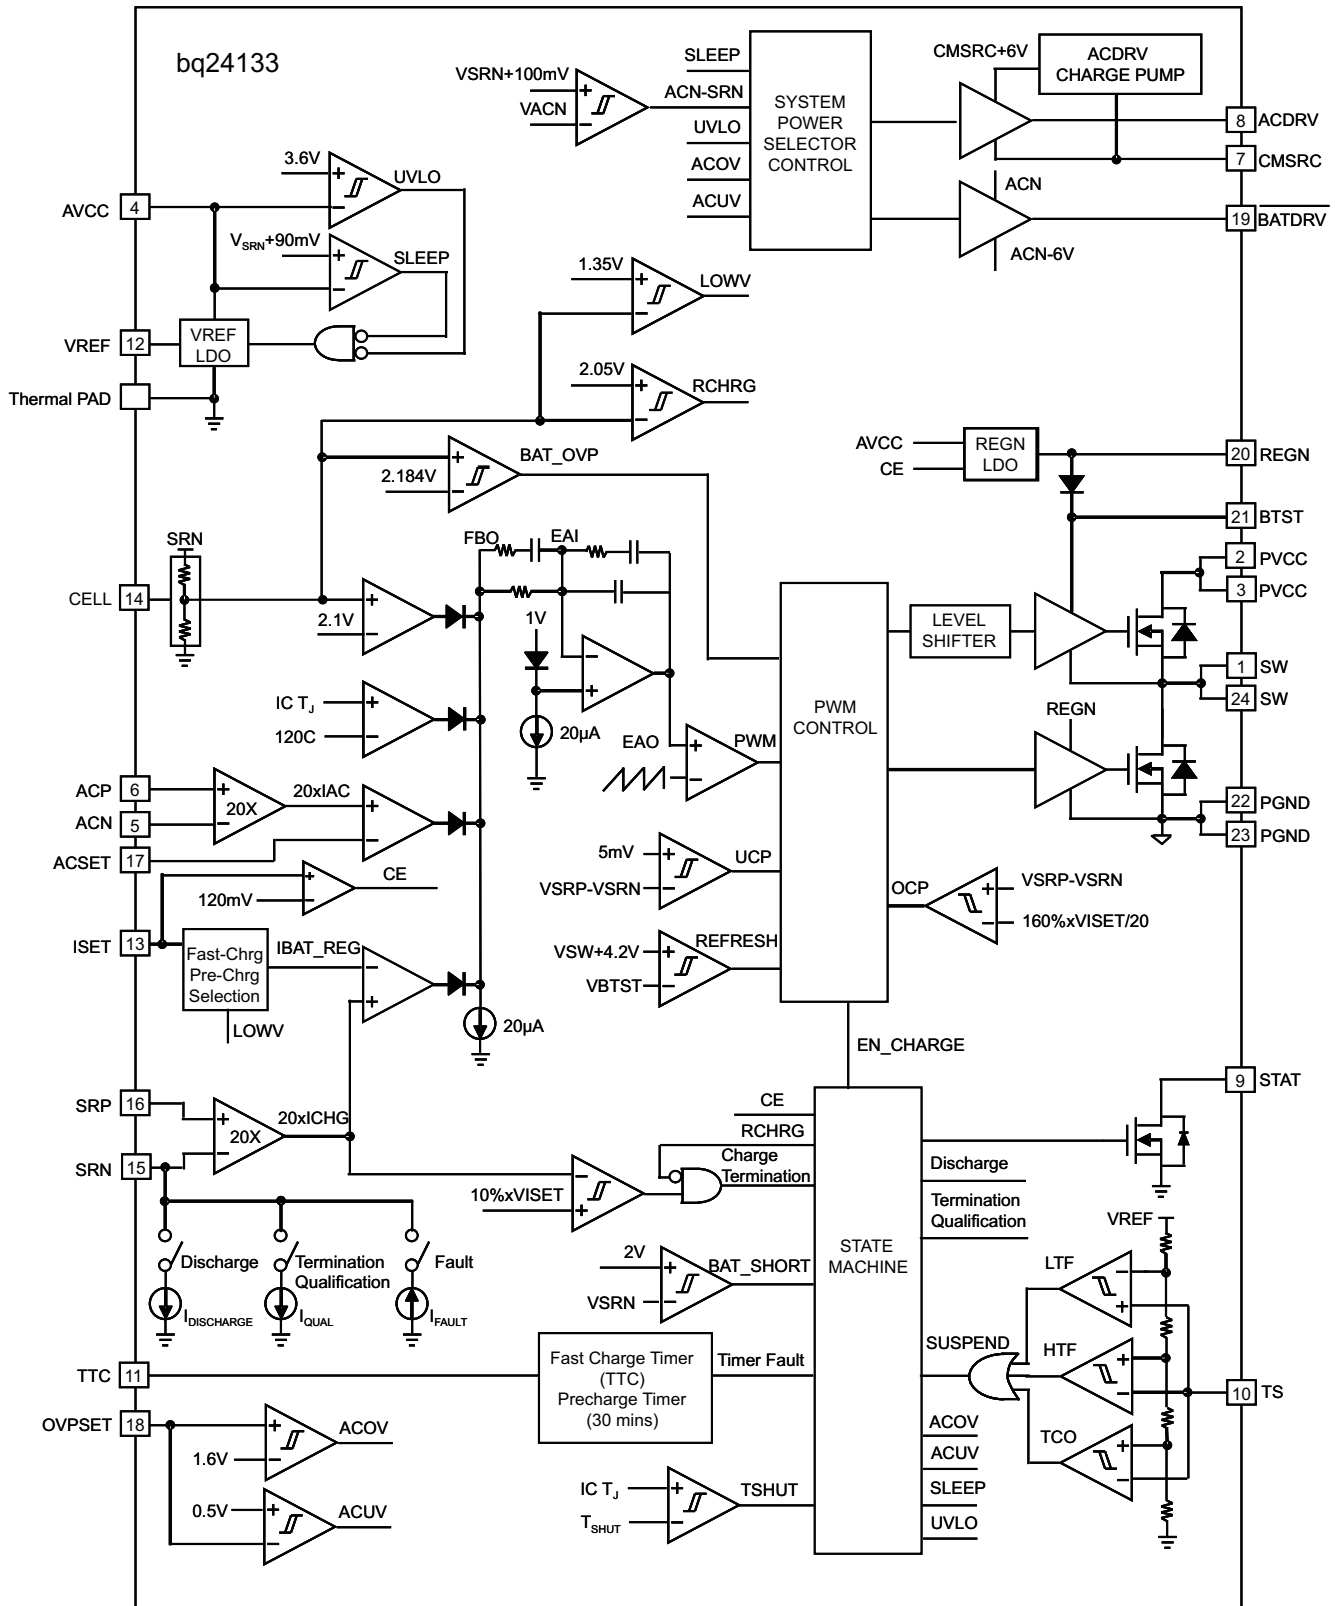 bq24133
SLEEP
VSRN+100mV
+
ACN-SRN
VACN
−
UVLO
ACOV
ACUV
SYSTEM
POWER
SELECTOR
CONTROL
CMSRC+6V
ACDRV
CHARGE PUMP
8 ACDRV
7 CMSRC
ACN
19 BATDRV
ACN-6V
3.6V
+
UVLO
−
AVCC 4
VSRN+90mV
+
SLEEP
−
VREF 12
VREF
LDO
Thermal PAD
1.35V
+
LOWV
−
2.05V
+
RCHRG
−
BAT_OVP
+
2.184V
−
AVCC
CE
REGN
LDO
20 REGN
21 BTST
2 PVCC
3 PVCC
SRN
CELL 14
FBO
EAI
+
2.1V
−
1V
−
+
20µA
LEVEL
SHIFTER
1 SW
24 SW
PWM
CONTROL
IC TJ
+
120C
−
EAO
+
−
PWM
REGN
22 PGND
23 PGND
ACP 6
+
20X
20xIAC
+
ACN 5
−
−
ACSET 17
+
CE
120mV
−
5mV
+
UCP
VSRP-VSRN
−
OCP
+
VSRP-VSRN
−
160%xVISET/20
ISET 13
Fast-Chrg
Pre-Chrg
Selection
IBAT_REG
−
+
LOWV
VSW+4.2V
+
REFRESH
VBTST
−
20µA
EN_CHARGE
SRP 16
+
20X
20xICHG
SRN 15
−
CE
RCHRG
Charge
Termination
−
10%xVISET
+
9 STAT
Discharge
Termination
Qualification
STATE
MACHINE
Discharge
Termination
Qualification
Fault
IDISCHARGE
IQUAL
IFAULT
2V
+
BAT_SHORT
VSRN
−
VREF
LTF
−
+
SUSPEND
HTF
+
−
10 TS
TCO
+
−
TTC 11
Fast Charge Timer
(TTC)
Precharge Timer
(30 mins)
Timer Fault
OVPSET 18
+
ACOV
1.6V
−
0.5V
+
ACUV
−
IC TJ
+
TSHUT
TSHUT
−
ACOV
ACUV
SLEEP
UVLO